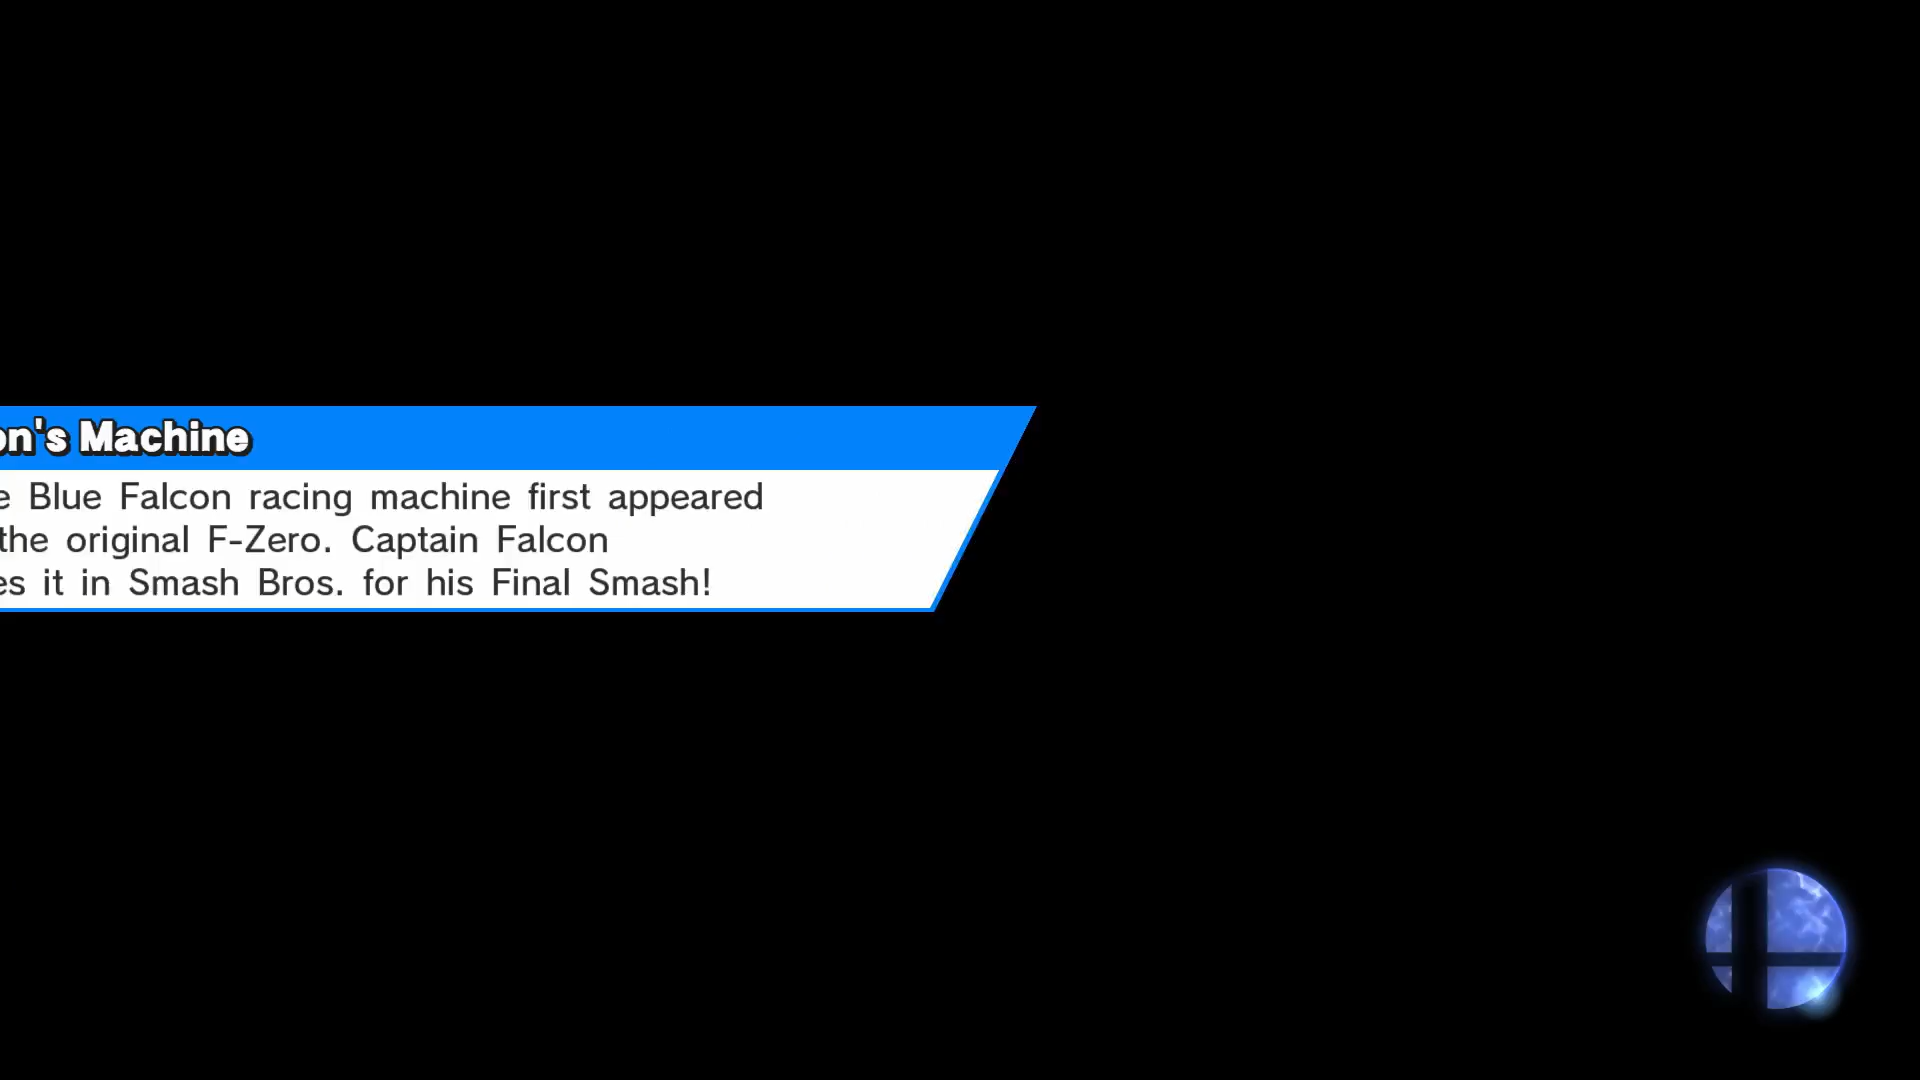 on's Machine
e Blue Falcon racing machine first appeared
the original F-Zero. Captain Falcon
es it in Smash Bros. for his Final Smash!